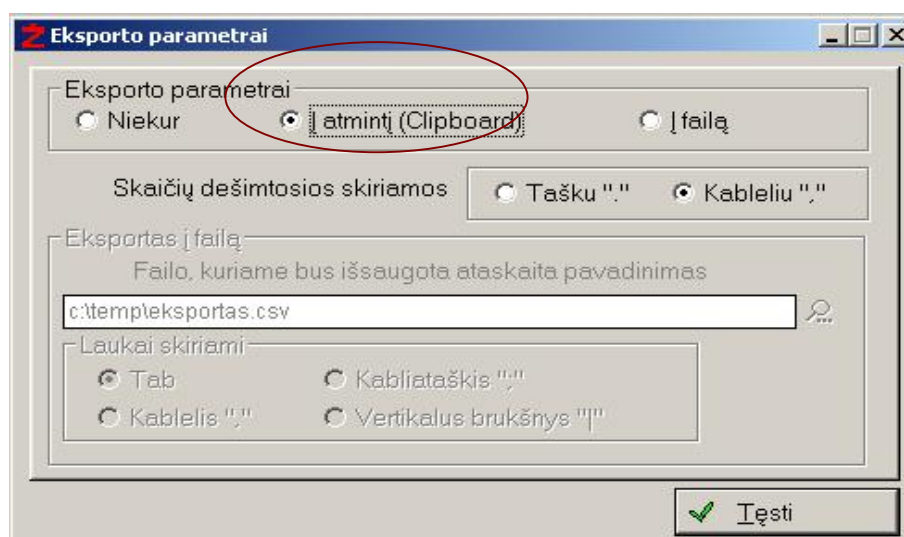 Eksporto parametrai
Eksporto parametrai
Niekur Į atmintį (Clipboard) Į failą
Skaičių dešimtosios skiriamos Tašku "." Kableliu ","
Eksportas į failą
Failo, kuriame bus išsaugota ataskaita pavadinimas
c:\temp\eksportas.csv
Laukai skiriami
Tab Kabliataškis ";"
Kablelis "," Vertikalus brukšnys "|"
Tęsti